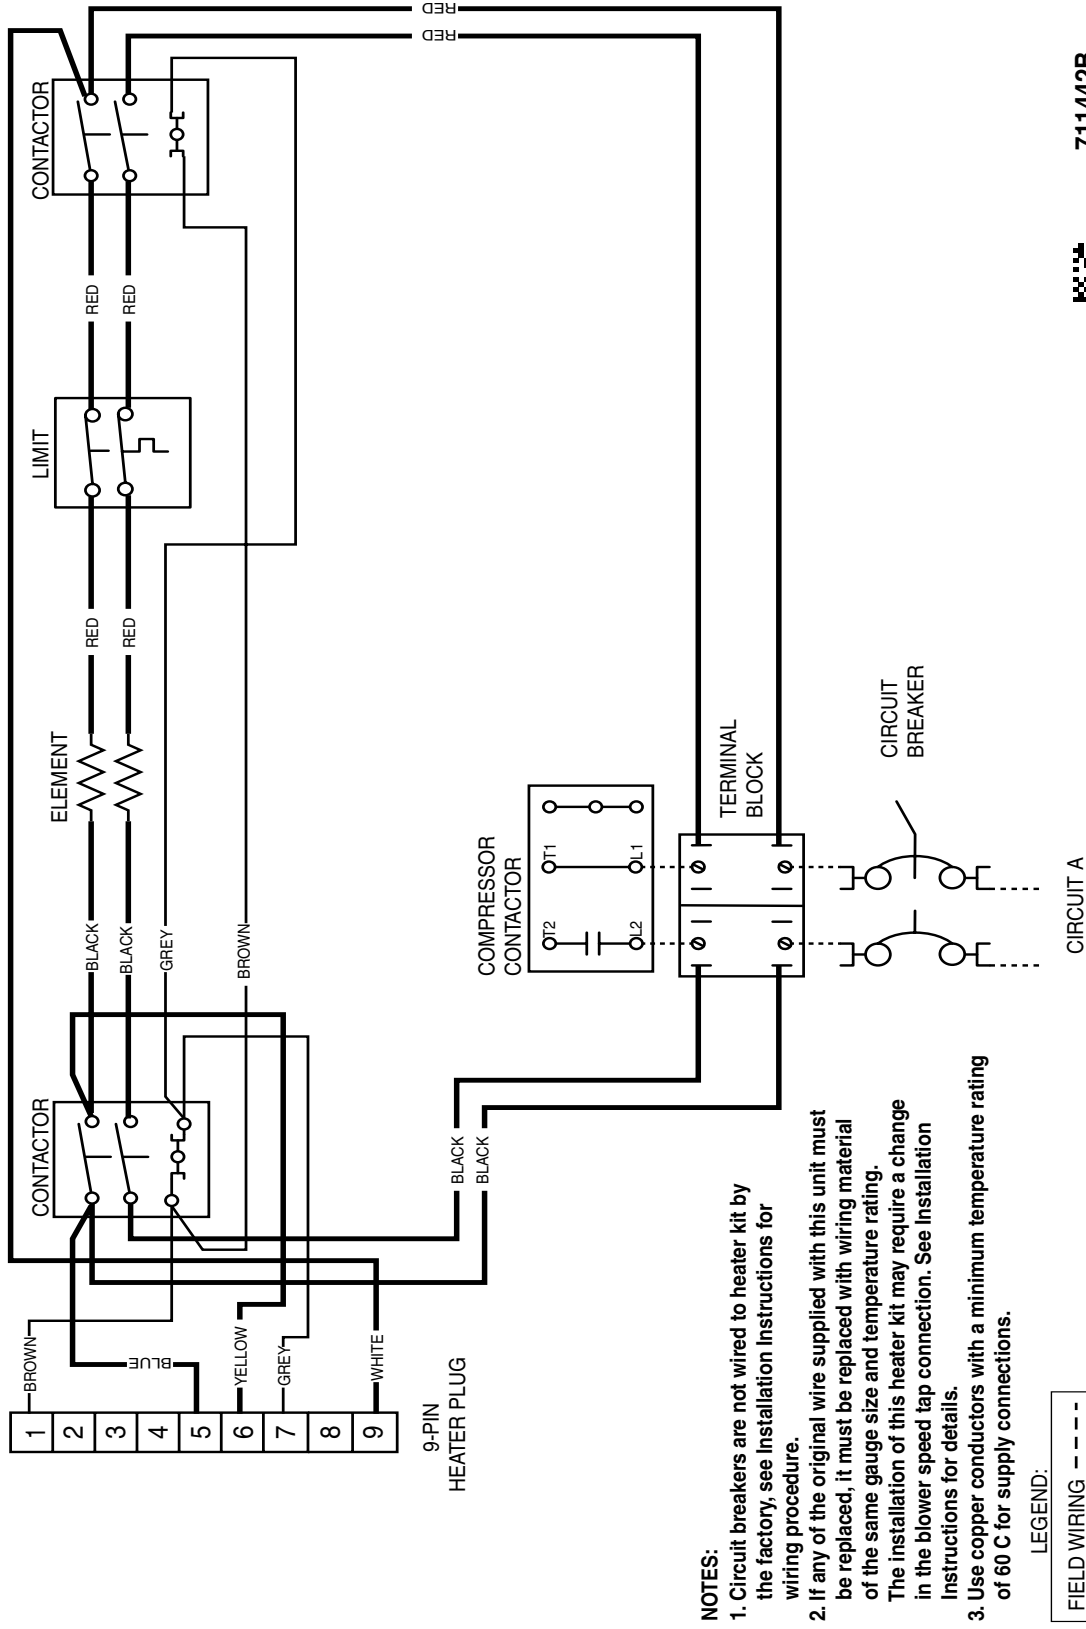 CONTACTOR
LIMIT
ELEMENT
CONTACTOR
RED
RED
RED
RED
RED
RED
BLACK
BLACK
GREY
BROWN
BROWN
BLUE
YELLOW
GREY
WHITE
1
2
3
4
5
6
7
8
9
9-PIN
HEATER PLUG
BLACK
BLACK
COMPRESSOR
CONTACTOR
T2
T1
L2
L1
TERMINAL
BLOCK
CIRCUIT
BREAKER
CIRCUIT A
NOTES:
1. Circuit breakers are not wired to heater kit by
the factory, see Installation Instructions for
wiring procedure.
2. If any of the original wire supplied with this unit must
be replaced, it must be replaced with wiring material
of the same gauge size and temperature rating.
The installation of this heater kit may require a change
in the blower speed tap connection. See Installation
Instructions for details.
3. Use copper conductors with a minimum temperature rating
of 60 C for supply connections.
LEGEND:
FIELD WIRING
711442B